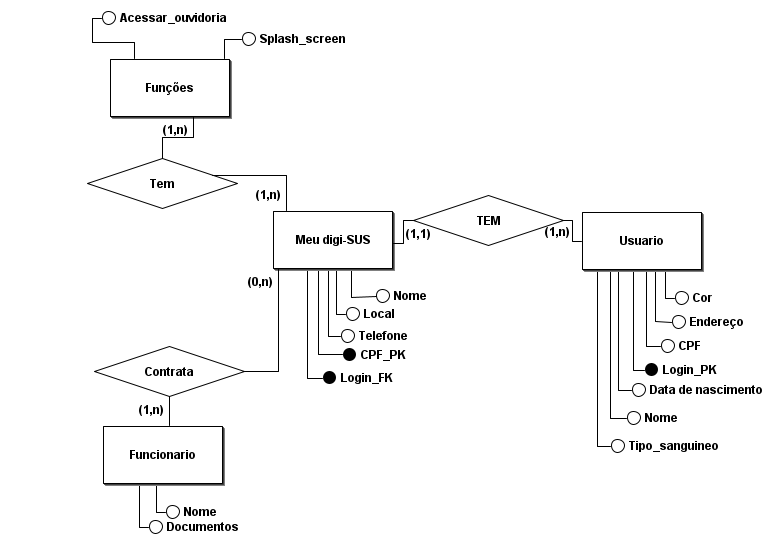 Acessar_ouvidoria
Splash_screen
Funções
(1,n)
Tem
(1,n)
Meu digi-SUS
(1,1)
TEM
(1,n)
Usuario
(0,n)
Nome
Local
Telefone
CPF_PK
Login_FK
Cor
Endereço
CPF
Login_PK
Data de nascimento
Nome
Tipo_sanguineo
Contrata
(1,n)
Funcionario
Nome
Documentos